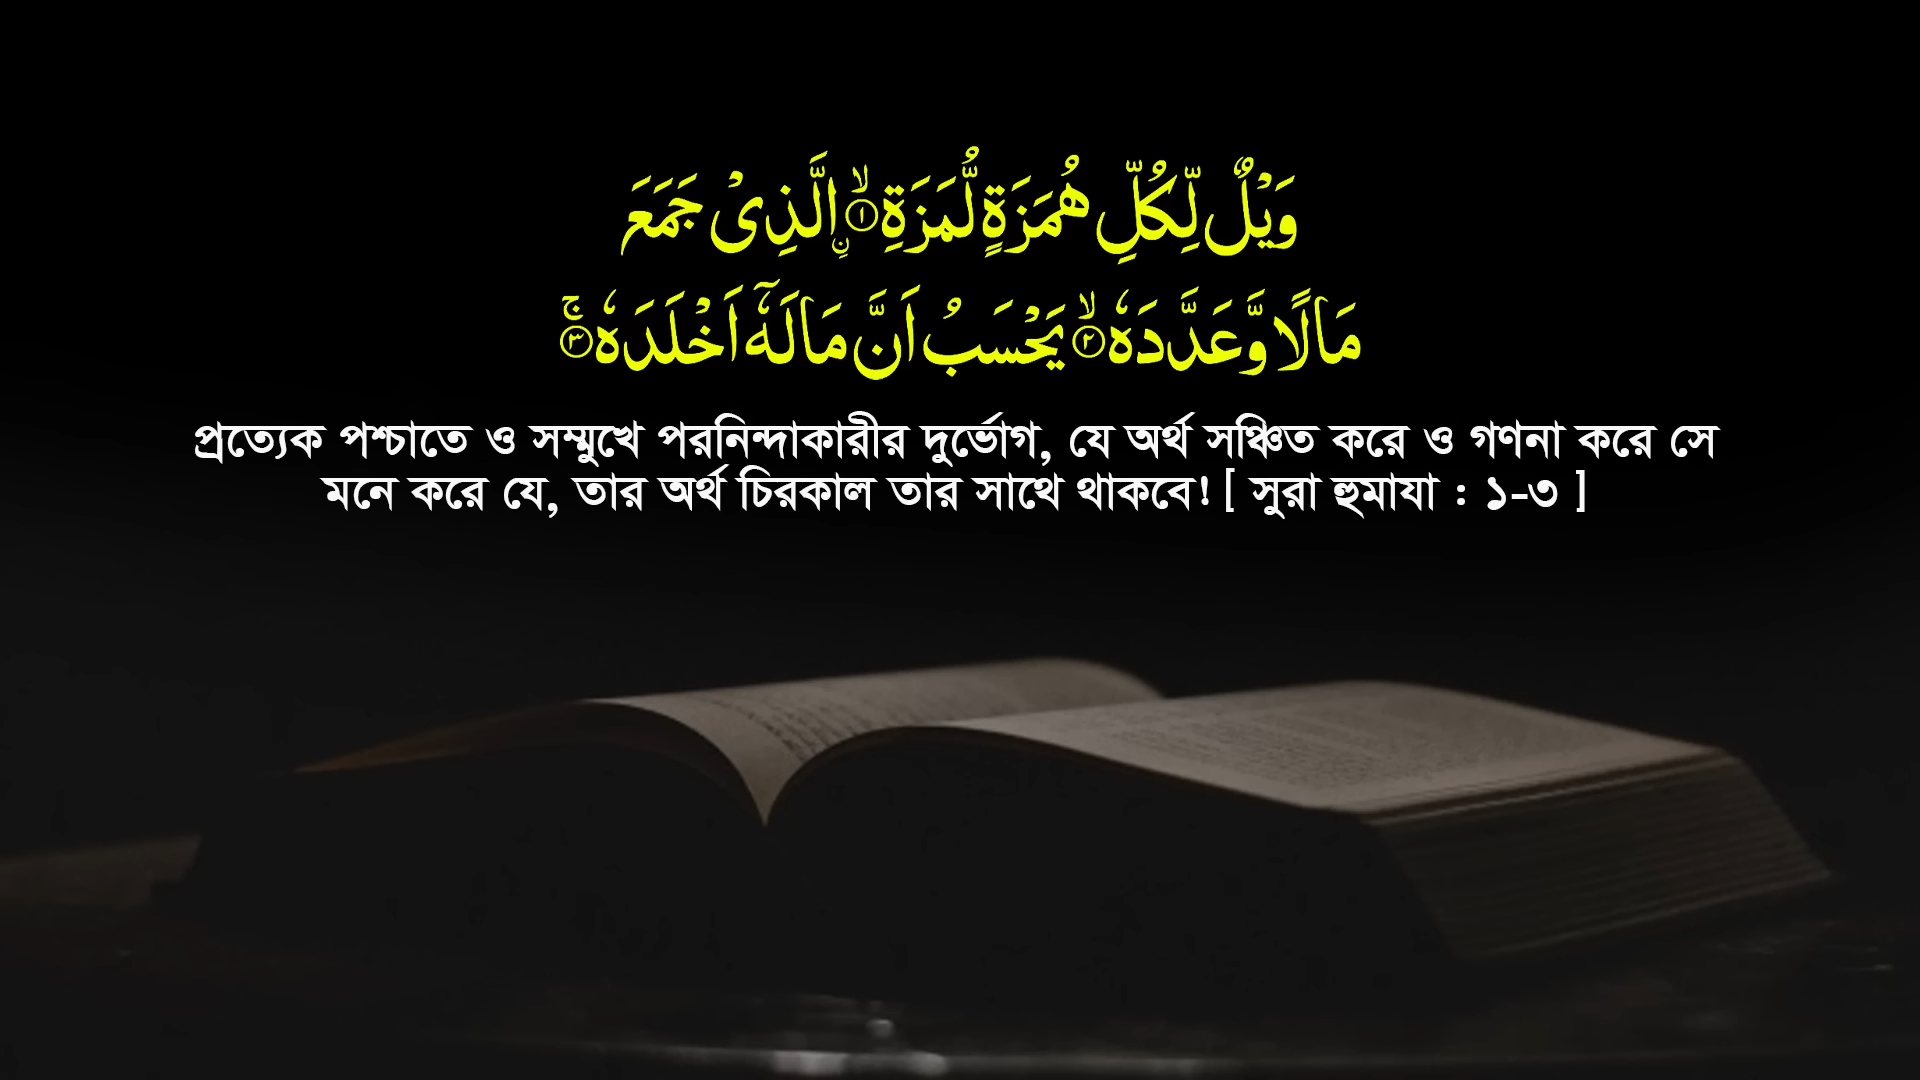 وَيْلٌ لِّكُلِّ هُمَزَةٍ لُّمَزَةِ ۙ﴿۱﴾ اۨلَّذِىْ جَمَعَ
مَالًا وَّعَدَّدَهٗ ۙ﴿۲﴾ يَحْسَبُ اَنَّ مَالَهٗۤ اَخْلَدَهٗ ۚ﴿۳﴾
প্রত্যেক পশ্চাতে ও সম্মুখে পরনিন্দাকারীর দুর্ভোগ, যে অর্থ সঞ্চিত করে ও গণনা করে সে
মনে করে যে, তার অর্থ চিরকাল তার সাথে থাকবে! [ সুরা হুমাযা : ১-৩ ]